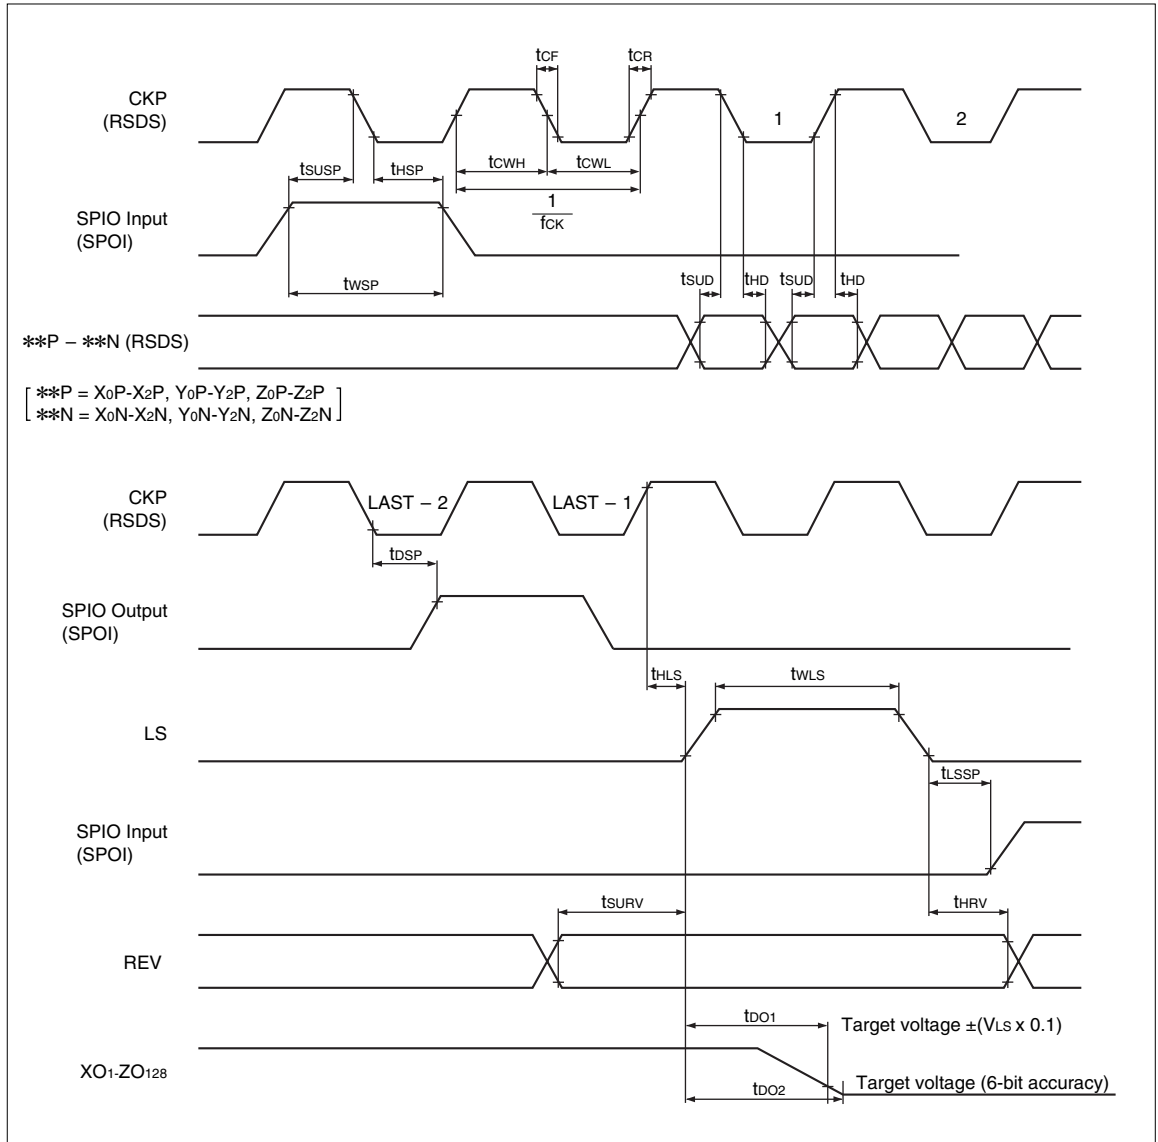 tCF
tCR
CKP
(RSDS)
1
2
tSUSP
tHSP
tCWH
tCWL
1
fCK
SPIO Input
(SPOI)
tWSP
tSUD
tHD
tSUD
tHD
**P – **N (RSDS)
**P = X0P-X2P, Y0P-Y2P, Z0P-Z2P
**N = X0N-X2N, Y0N-Y2N, Z0N-Z2N
CKP
(RSDS)
LAST – 2
LAST – 1
tDSP
SPIO Output
(SPOI)
tHLS
tWLS
LS
tLSSP
SPIO Input
(SPOI)
tSURV
tHRV
REV
tDO1
Target voltage ±(VLS x 0.1)
XO1-ZO128
tDO2
Target voltage (6-bit accuracy)